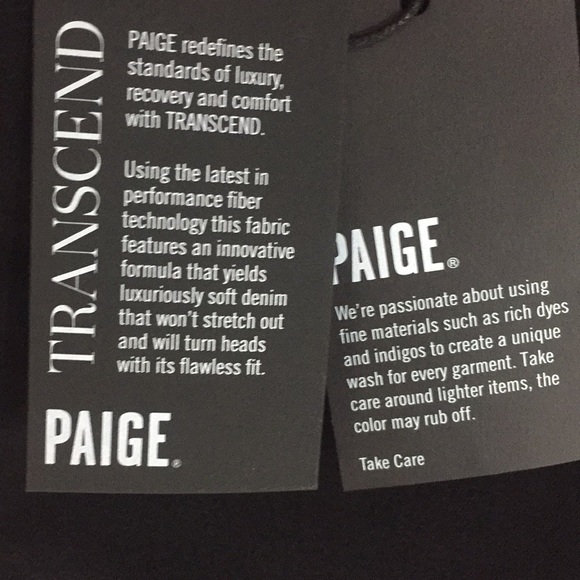 TRANSCEND
PAIGE redefines the
standards of luxury,
recovery and comfort
with TRANSCEND.
Using the latest in
performance fiber
technology this fabric
features an innovative
formula that yields
luxuriously soft denim
that won't stretch out
and will turn heads
with its flawless fit.
PAIGE®
PAIGE®
We're passionate about using
fine materials such as rich dyes
and indigos to create a unique
wash for every garment. Take
care around lighter items, the
color may rub off.
Take Care